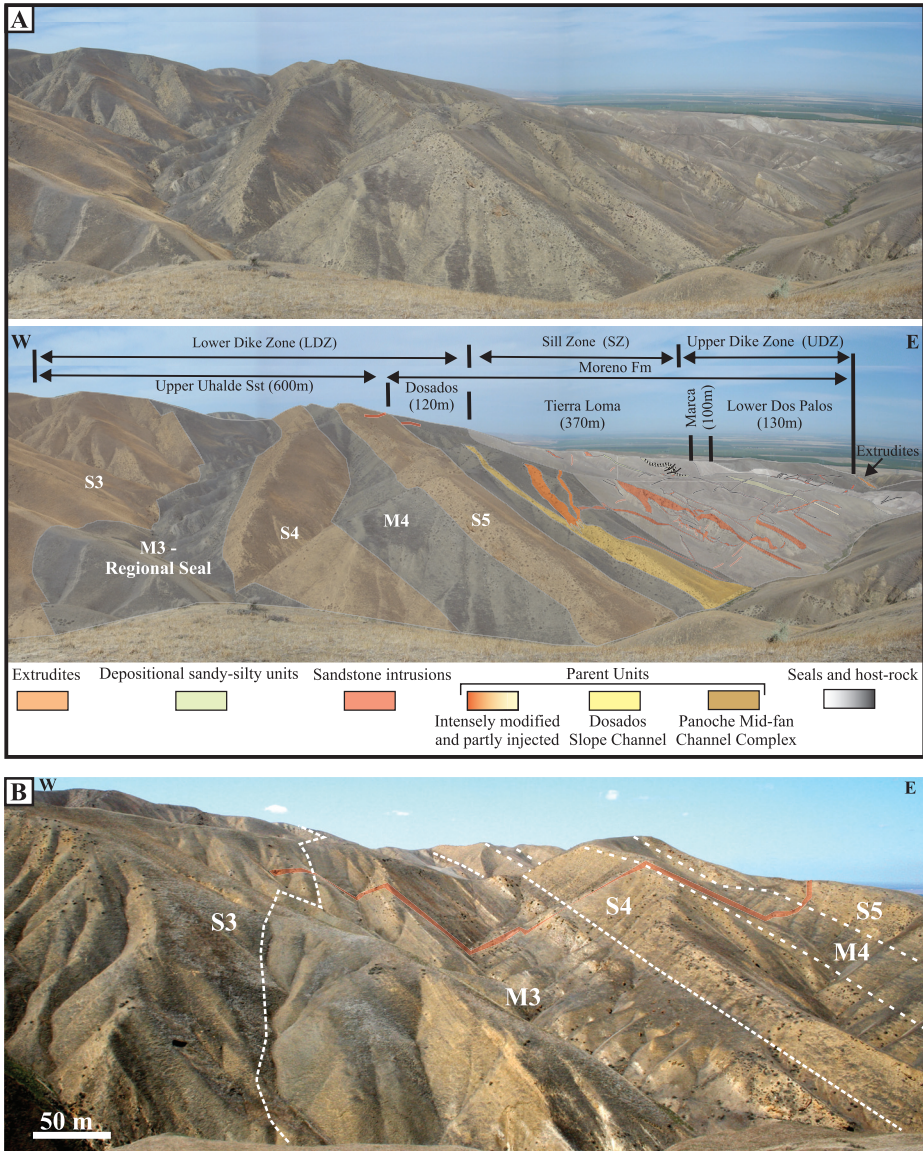 A
W
E
Lower Dike Zone (LDZ)
Sill Zone (SZ)
Upper Dike Zone (UDZ)
Moreno Fm
Upper Uhalde Sst (600m)
Dosados
(120m)
Tierra Loma
(370m)
Marca
(100m)
Lower Dos Palos
(130m)
Extrudites
S3
S4
M4
S5
M3 -
Regional Seal
Extrudites
Depositional sandy-silty units
Sandstone intrusions
Parent Units
Seals and host-rock
Intensely modified
and partly injected
Dosados
Slope Channel
Panoche Mid-fan
Channel Complex
B
W
E
S3
S4
S5
M4
M3
50 m